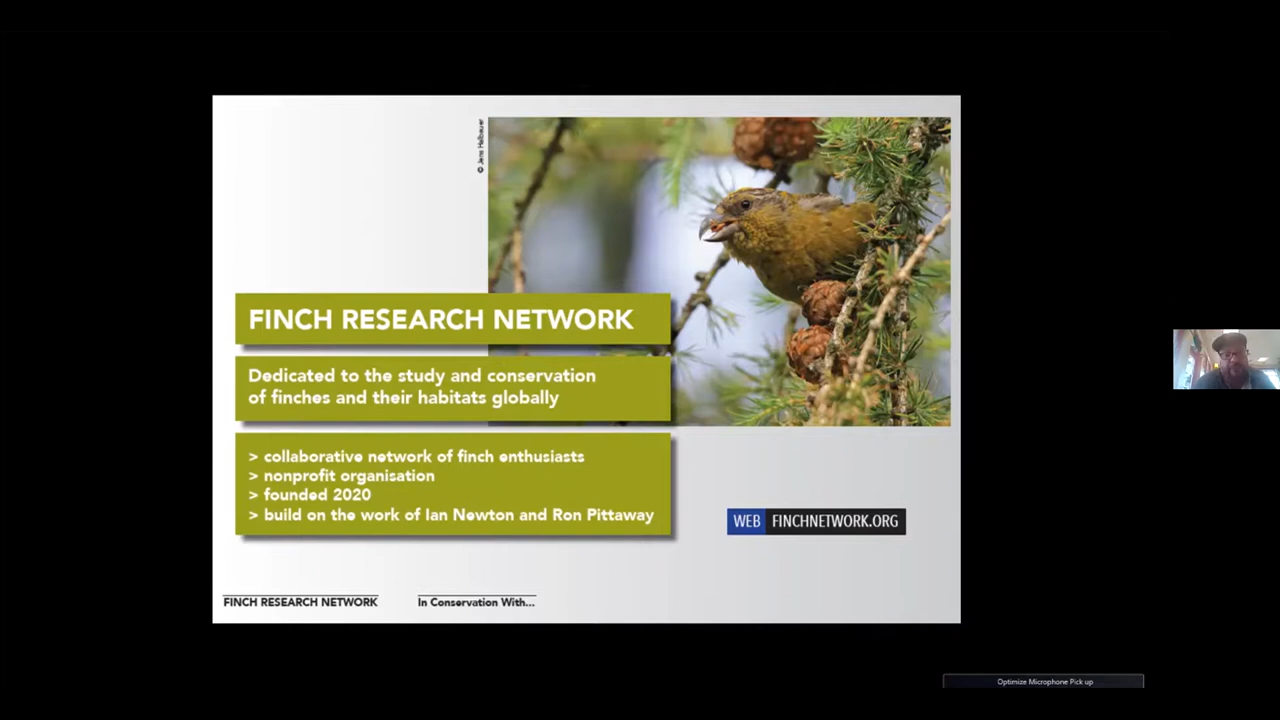 © Jens Halbauer
FINCH RESEARCH NETWORK
Dedicated to the study and conservation
of finches and their habitats globally
> collaborative network of finch enthusiasts
> nonprofit organisation
> founded 2020
> build on the work of Ian Newton and Ron Pittaway
WEB FINCHNETWORK.ORG
FINCH RESEARCH NETWORK
In Conservation With...
Optimize Microphone Pick up